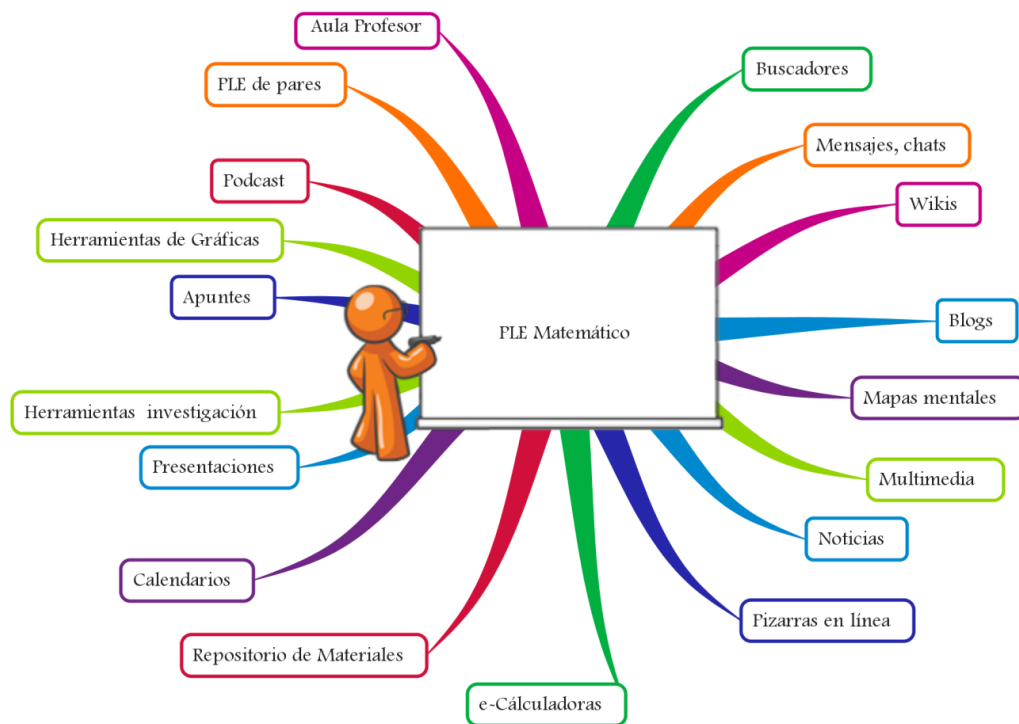 Aula Profesor
Buscadores
PLE de pares
Mensajes, chats
Podcast
Wikis
Herramientas de Gráficas
Apuntes
Blogs
PLE Matemático
Mapas mentales
Herramientas investigación
Presentaciones
Multimedia
Noticias
Calendarios
Pizarras en línea
Repositorio de Materiales
e-Cálculadoras